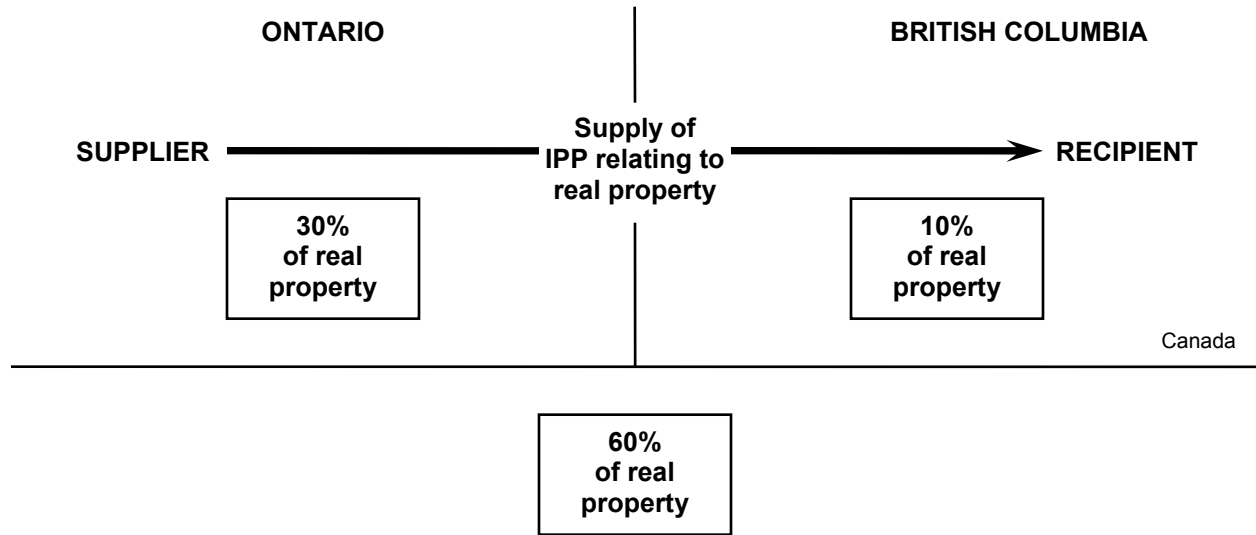 ONTARIO
BRITISH COLUMBIA
SUPPLIER
Supply of
IPP relating to
real property
RECIPIENT
30%
of real
property
10%
of real
property
Canada
60%
of real
property